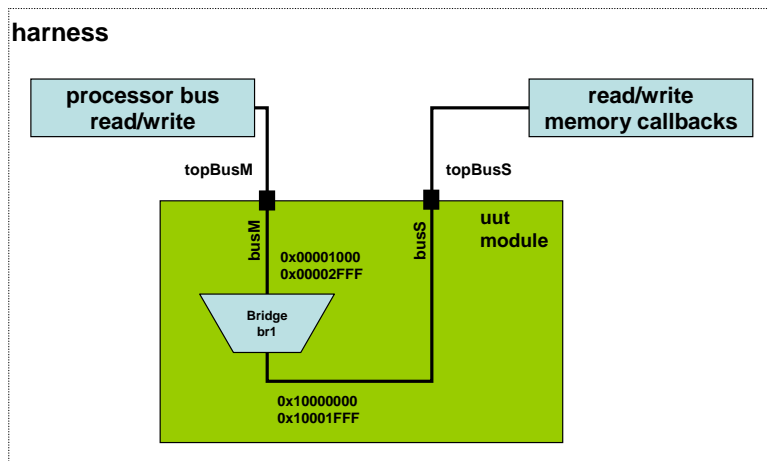 harness
processor bus
read/write
read/write
memory callbacks
topBusM
topBusS
busM
busS
uut
module
0x00001000
0x00002FFF
Bridge
br1
0x10000000
0x10001FFF